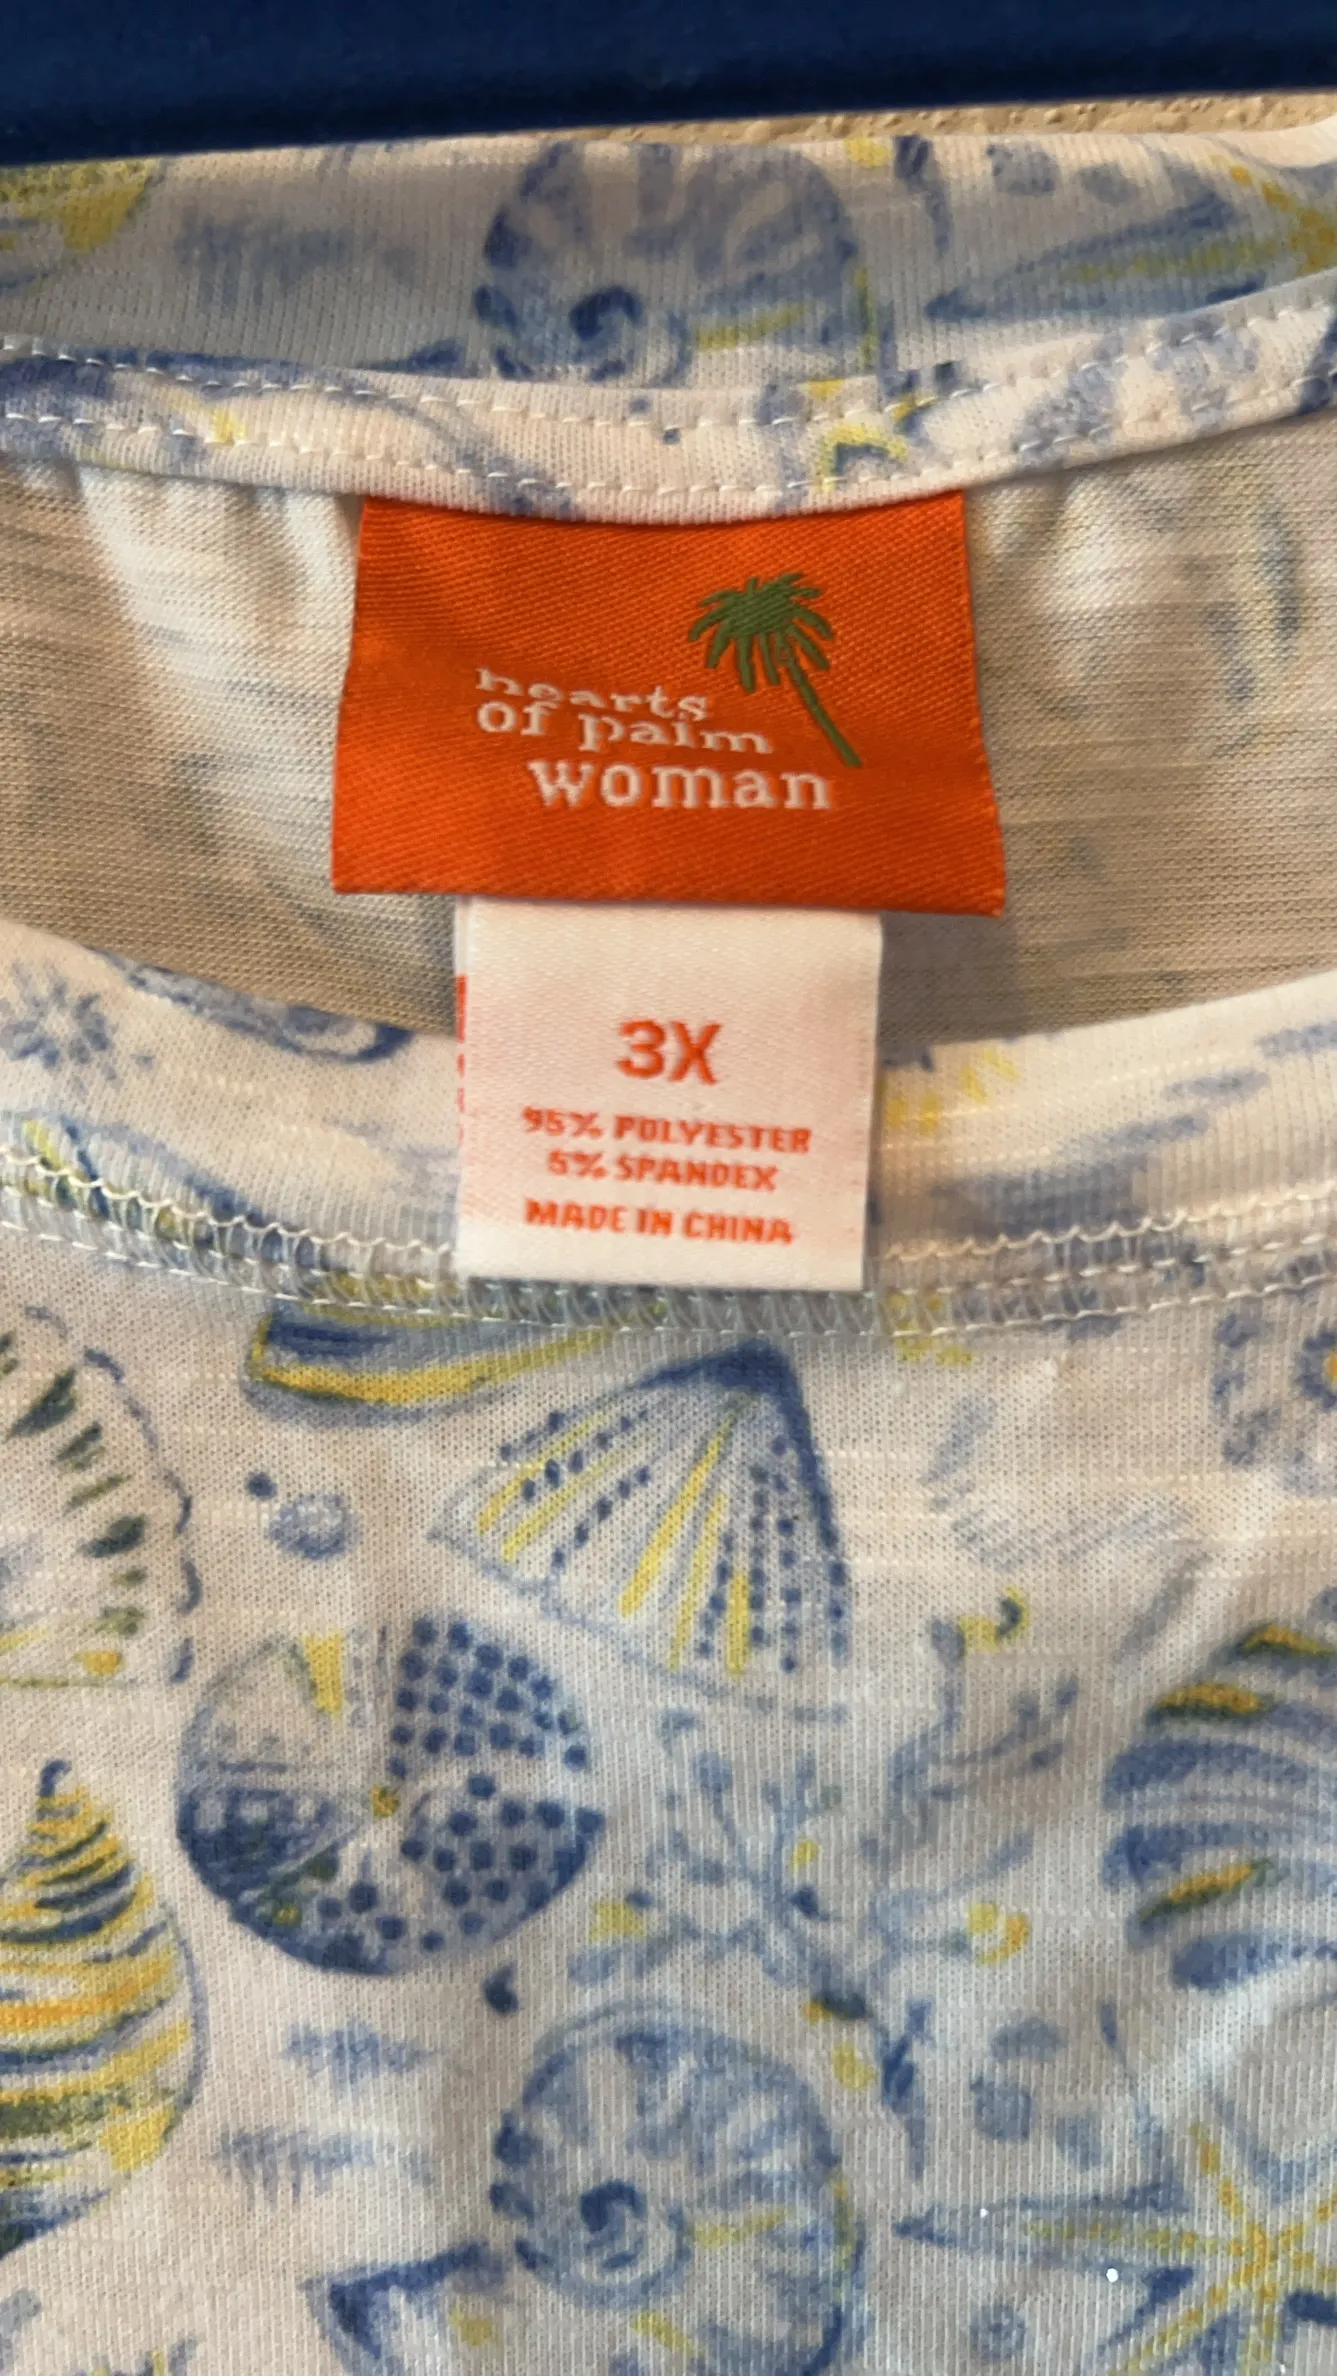 hearts
of palm
woman
3X
95% POLYESTER
5% SPANDEX
MADE IN CHINA